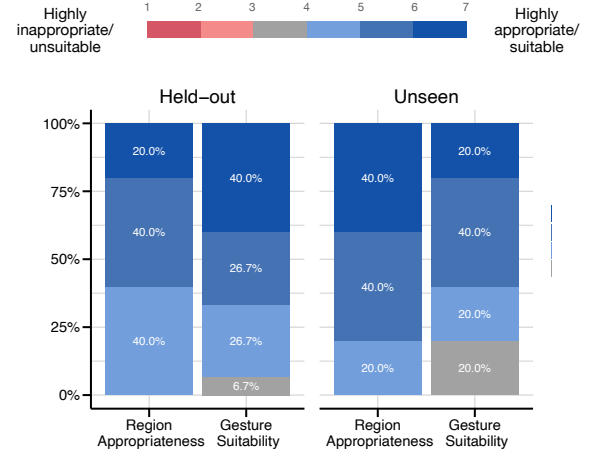 1 2 3 4 5 6 7
Highly
inappropriate/
unsuitable
Highly
appropriate/
suitable
Held–out
Unseen
100%
75%
50%
25%
0%
20.0%
40.0%
40.0%
40.0%
26.7%
26.7%
6.7%
40.0%
40.0%
20.0%
20.0%
40.0%
20.0%
20.0%
Region
Appropriateness
Gesture
Suitability
Region
Appropriateness
Gesture
Suitability